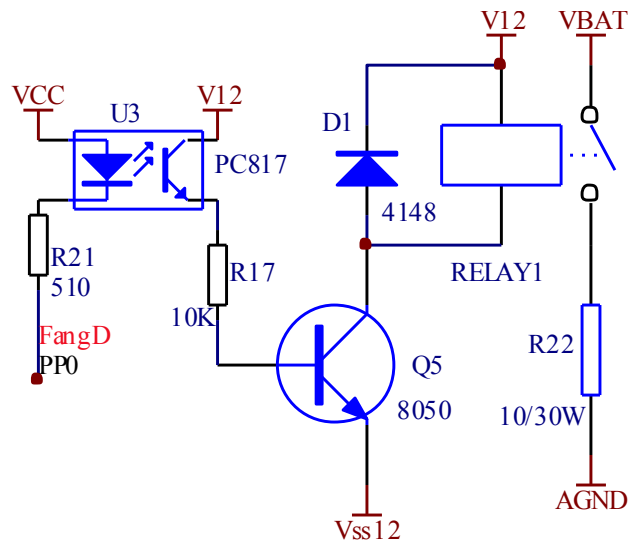 V12
VBAT
VCC
U3
V12
D1
PC817
4148
R21
510
R17
RELAY1
10K
FangD
PP0
R22
Q5
8050
10/30W
AGND
Vss12